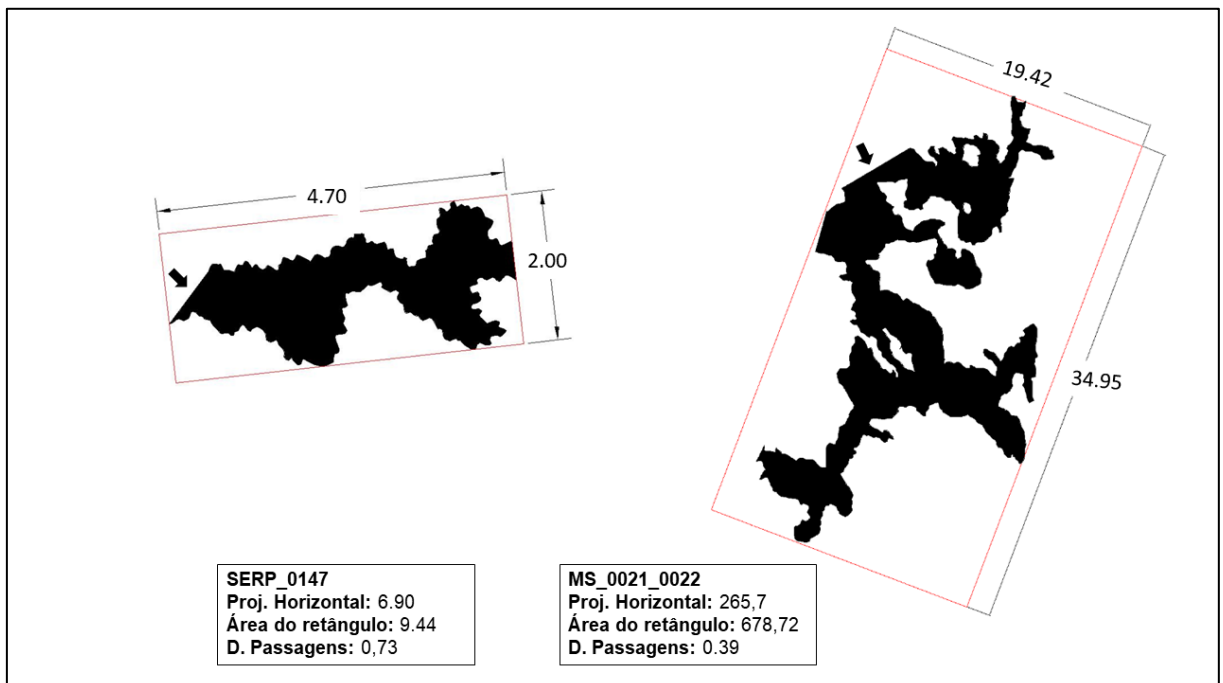 19.42
4.70
2.00
34.95
SERP_0147
Proj. Horizontal: 6.90
Área do retângulo: 9.44
D. Passagens: 0,73
MS_0021_0022
Proj. Horizontal: 265,7
Área do retângulo: 678,72
D. Passagens: 0.39